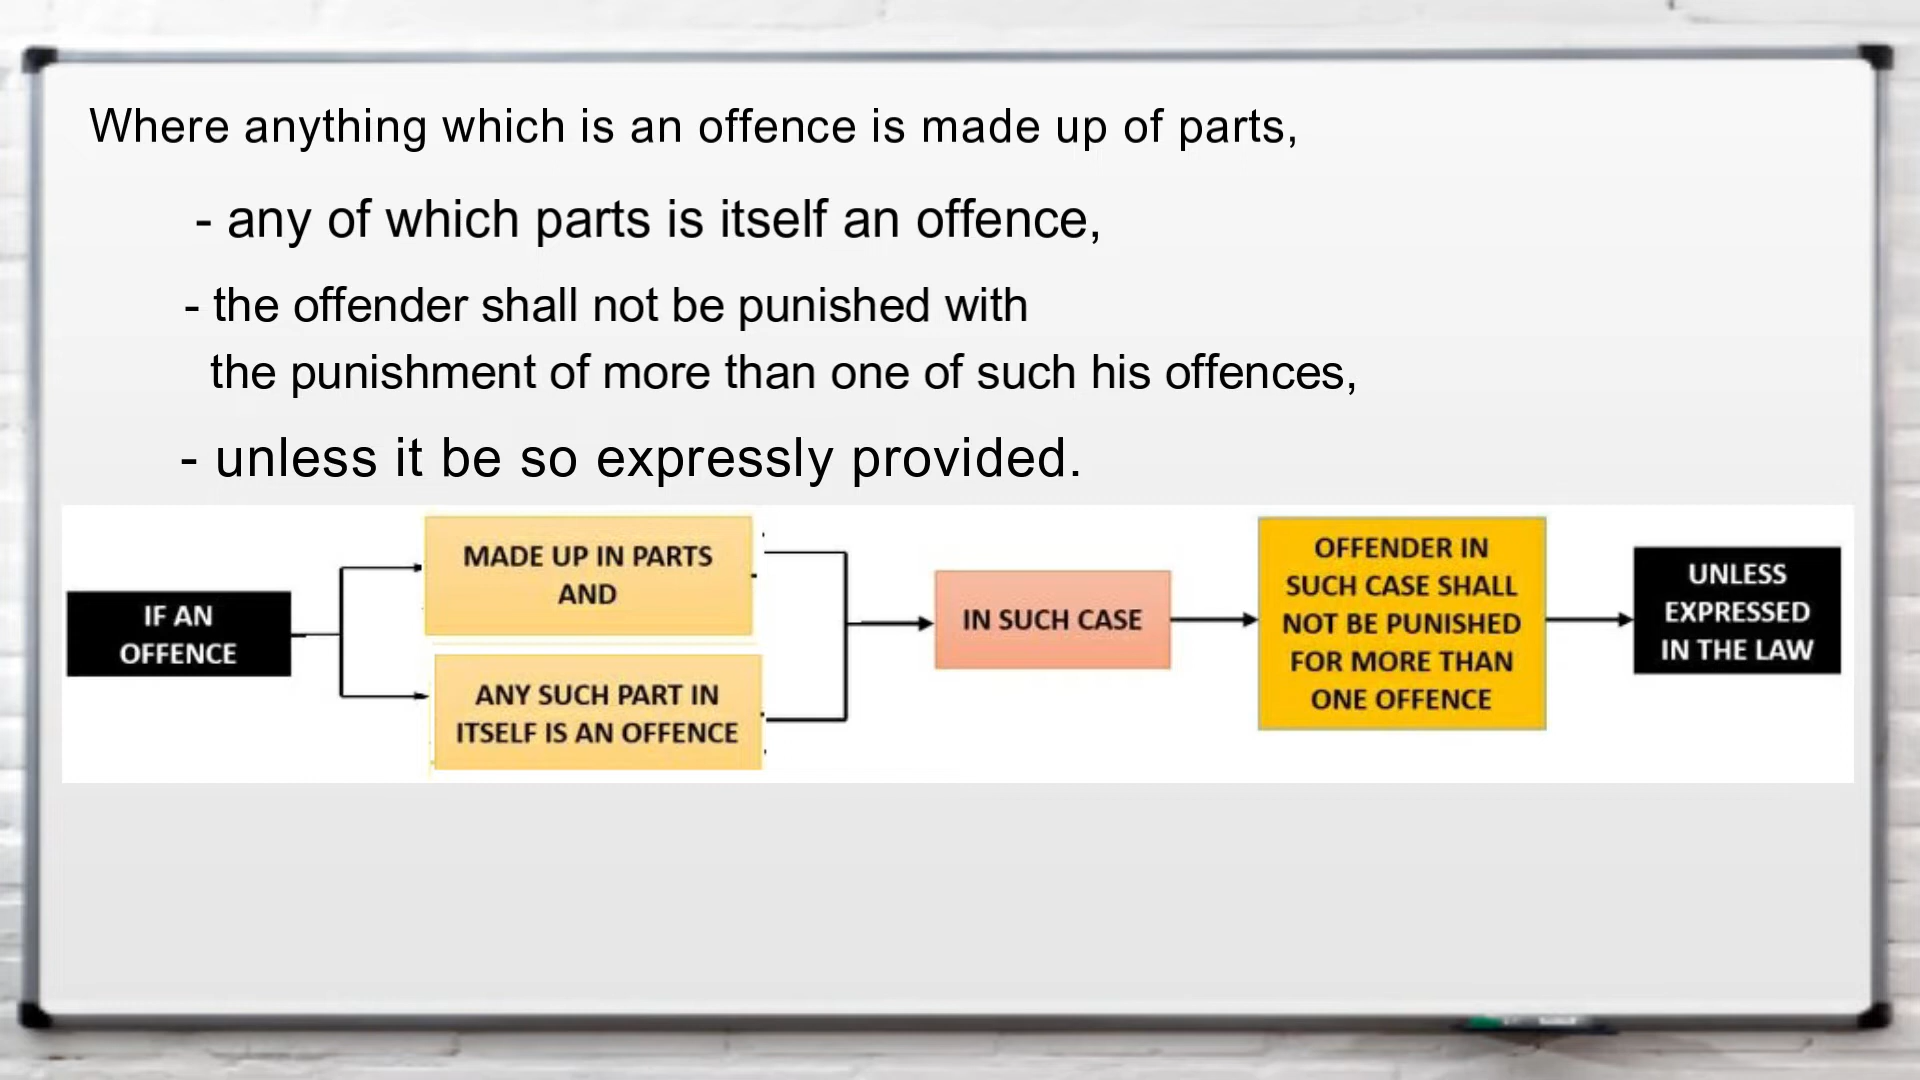 Where anything which is an offence is made up of parts,
- any of which parts is itself an offence,
- the offender shall not be punished with
the punishment of more than one of such his offences,
- unless it be so expressly provided.
IF AN
OFFENCE
MADE UP IN PARTS
AND
ANY SUCH PART IN
ITSELF IS AN OFFENCE
IN SUCH CASE
OFFENDER IN
SUCH CASE SHALL
NOT BE PUNISHED
FOR MORE THAN
ONE OFFENCE
UNLESS
EXPRESSED
IN THE LAW